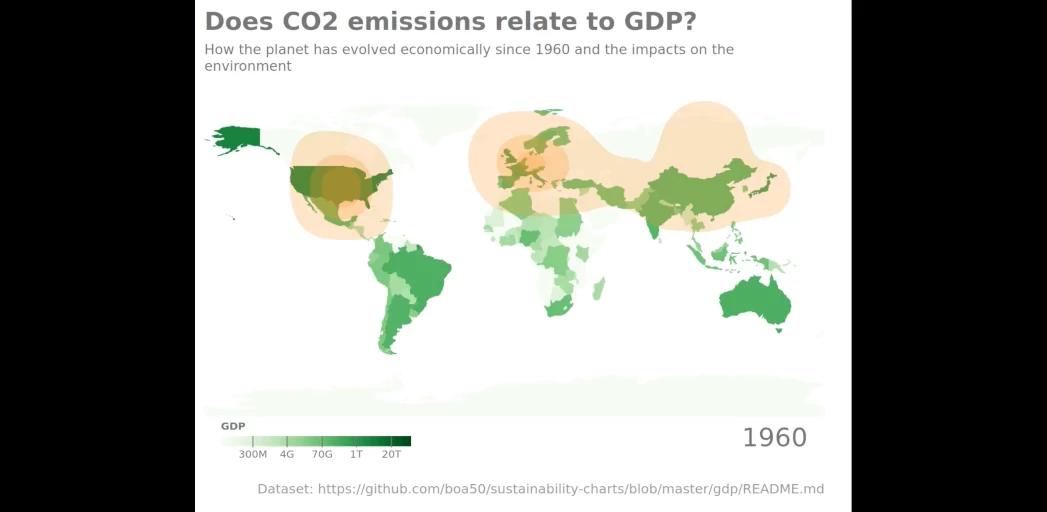 Does CO2 emissions relate to GDP?
How the planet has evolved economically since 1960 and the impacts on the
environment
GDP
300M 4G 70G 1T 20T
1960
Dataset: https://github.com/boa50/sustainability-charts/blob/master/gdp/README.md